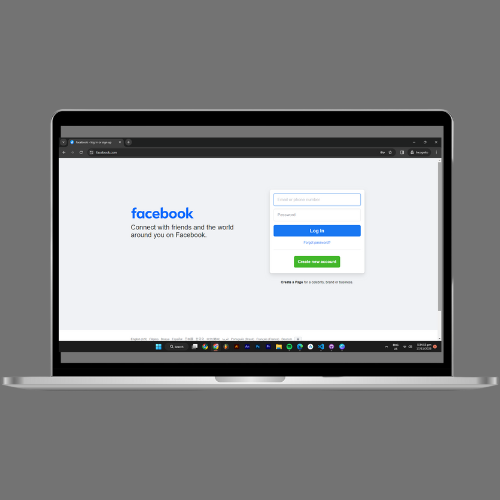 facebook.com
facebook
Connect with friends and the world
around you on Facebook.
Email or phone number
Password
Log In
Forgot password?
Create new account
Create a Page for a celebrity, brand or business.
Search